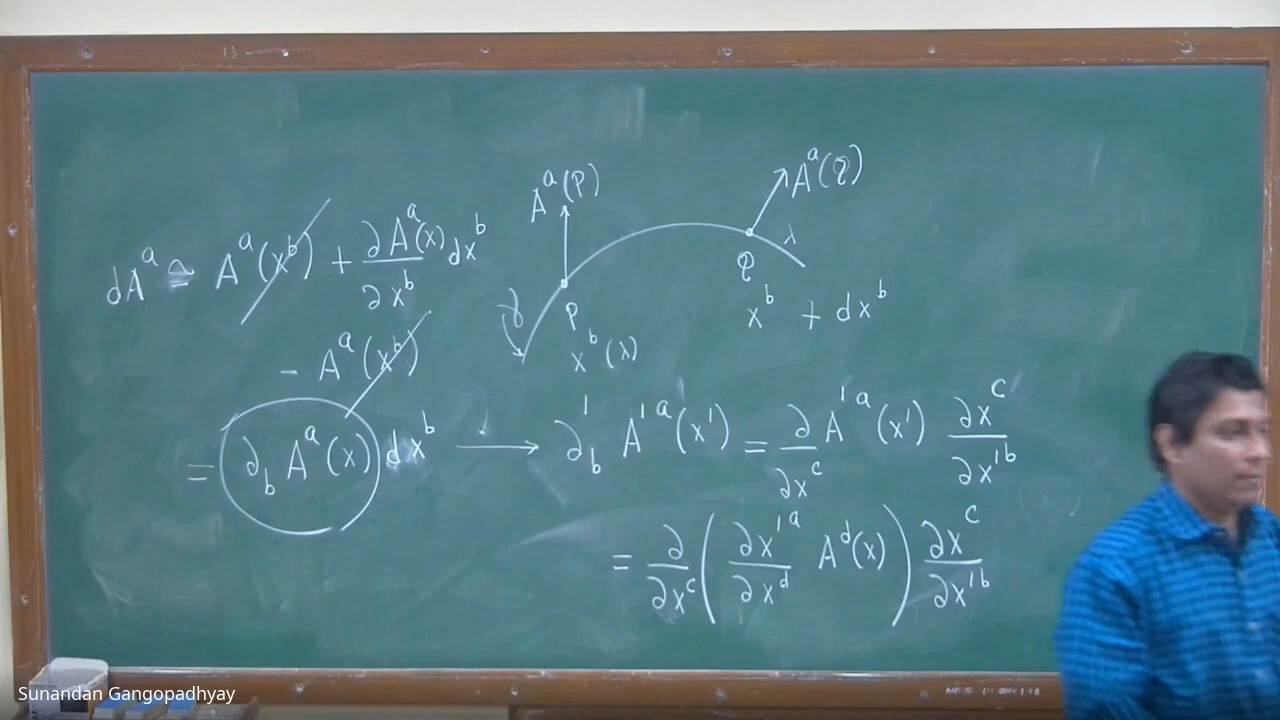 dA^a ≃ A^a(x^b) + ∂A^a(x)/∂x^b dx^b
- A^a(x^b)
= ∂_b A^a(x) dx^b → ∂'_b A'^a(x') = ∂/∂x^c A'^a(x') ∂x^c/∂x'^b
= ∂/∂x^c ( ∂x'^a/∂x^d A^d(x) ) ∂x^c/∂x'^b
A^a(P)
A^a(Q)
λ
Q
P
γ
x^b + dx^b
x^b(λ)
Sunandan Gangopadhyay